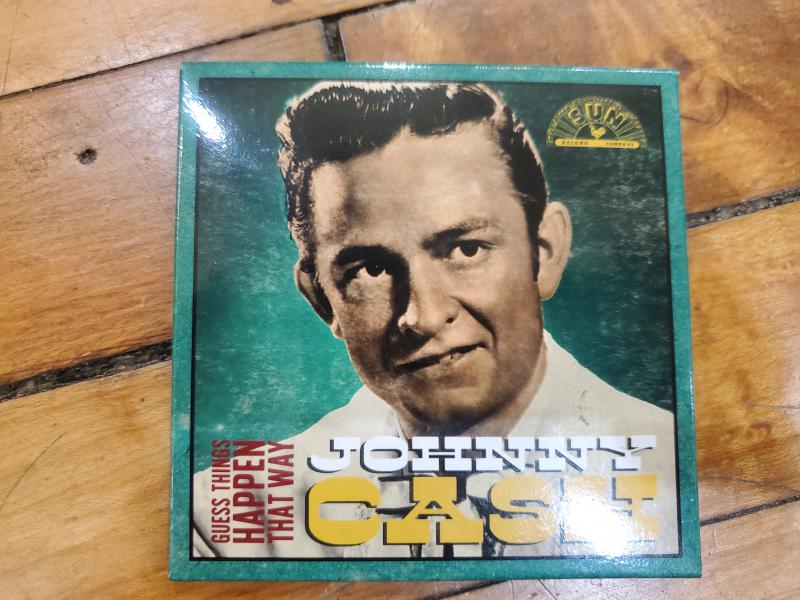 SUN
RECORD COMPANY
GUESS THINGS
HAPPEN
THAT WAY
JOHNNY
CASH